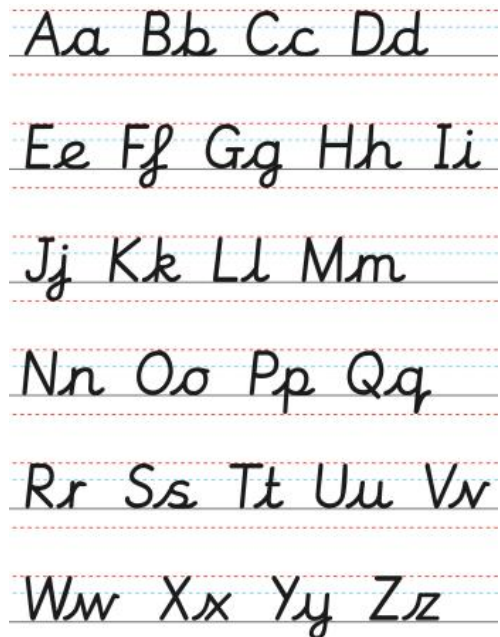 Aa Bb Cc Dd
Ee Ff Gg Hh Ii
Jj Kk Ll Mm
Nn Oo Pp Qq
Rr Ss Tt Uu Vv
Ww Xx Yy Zz